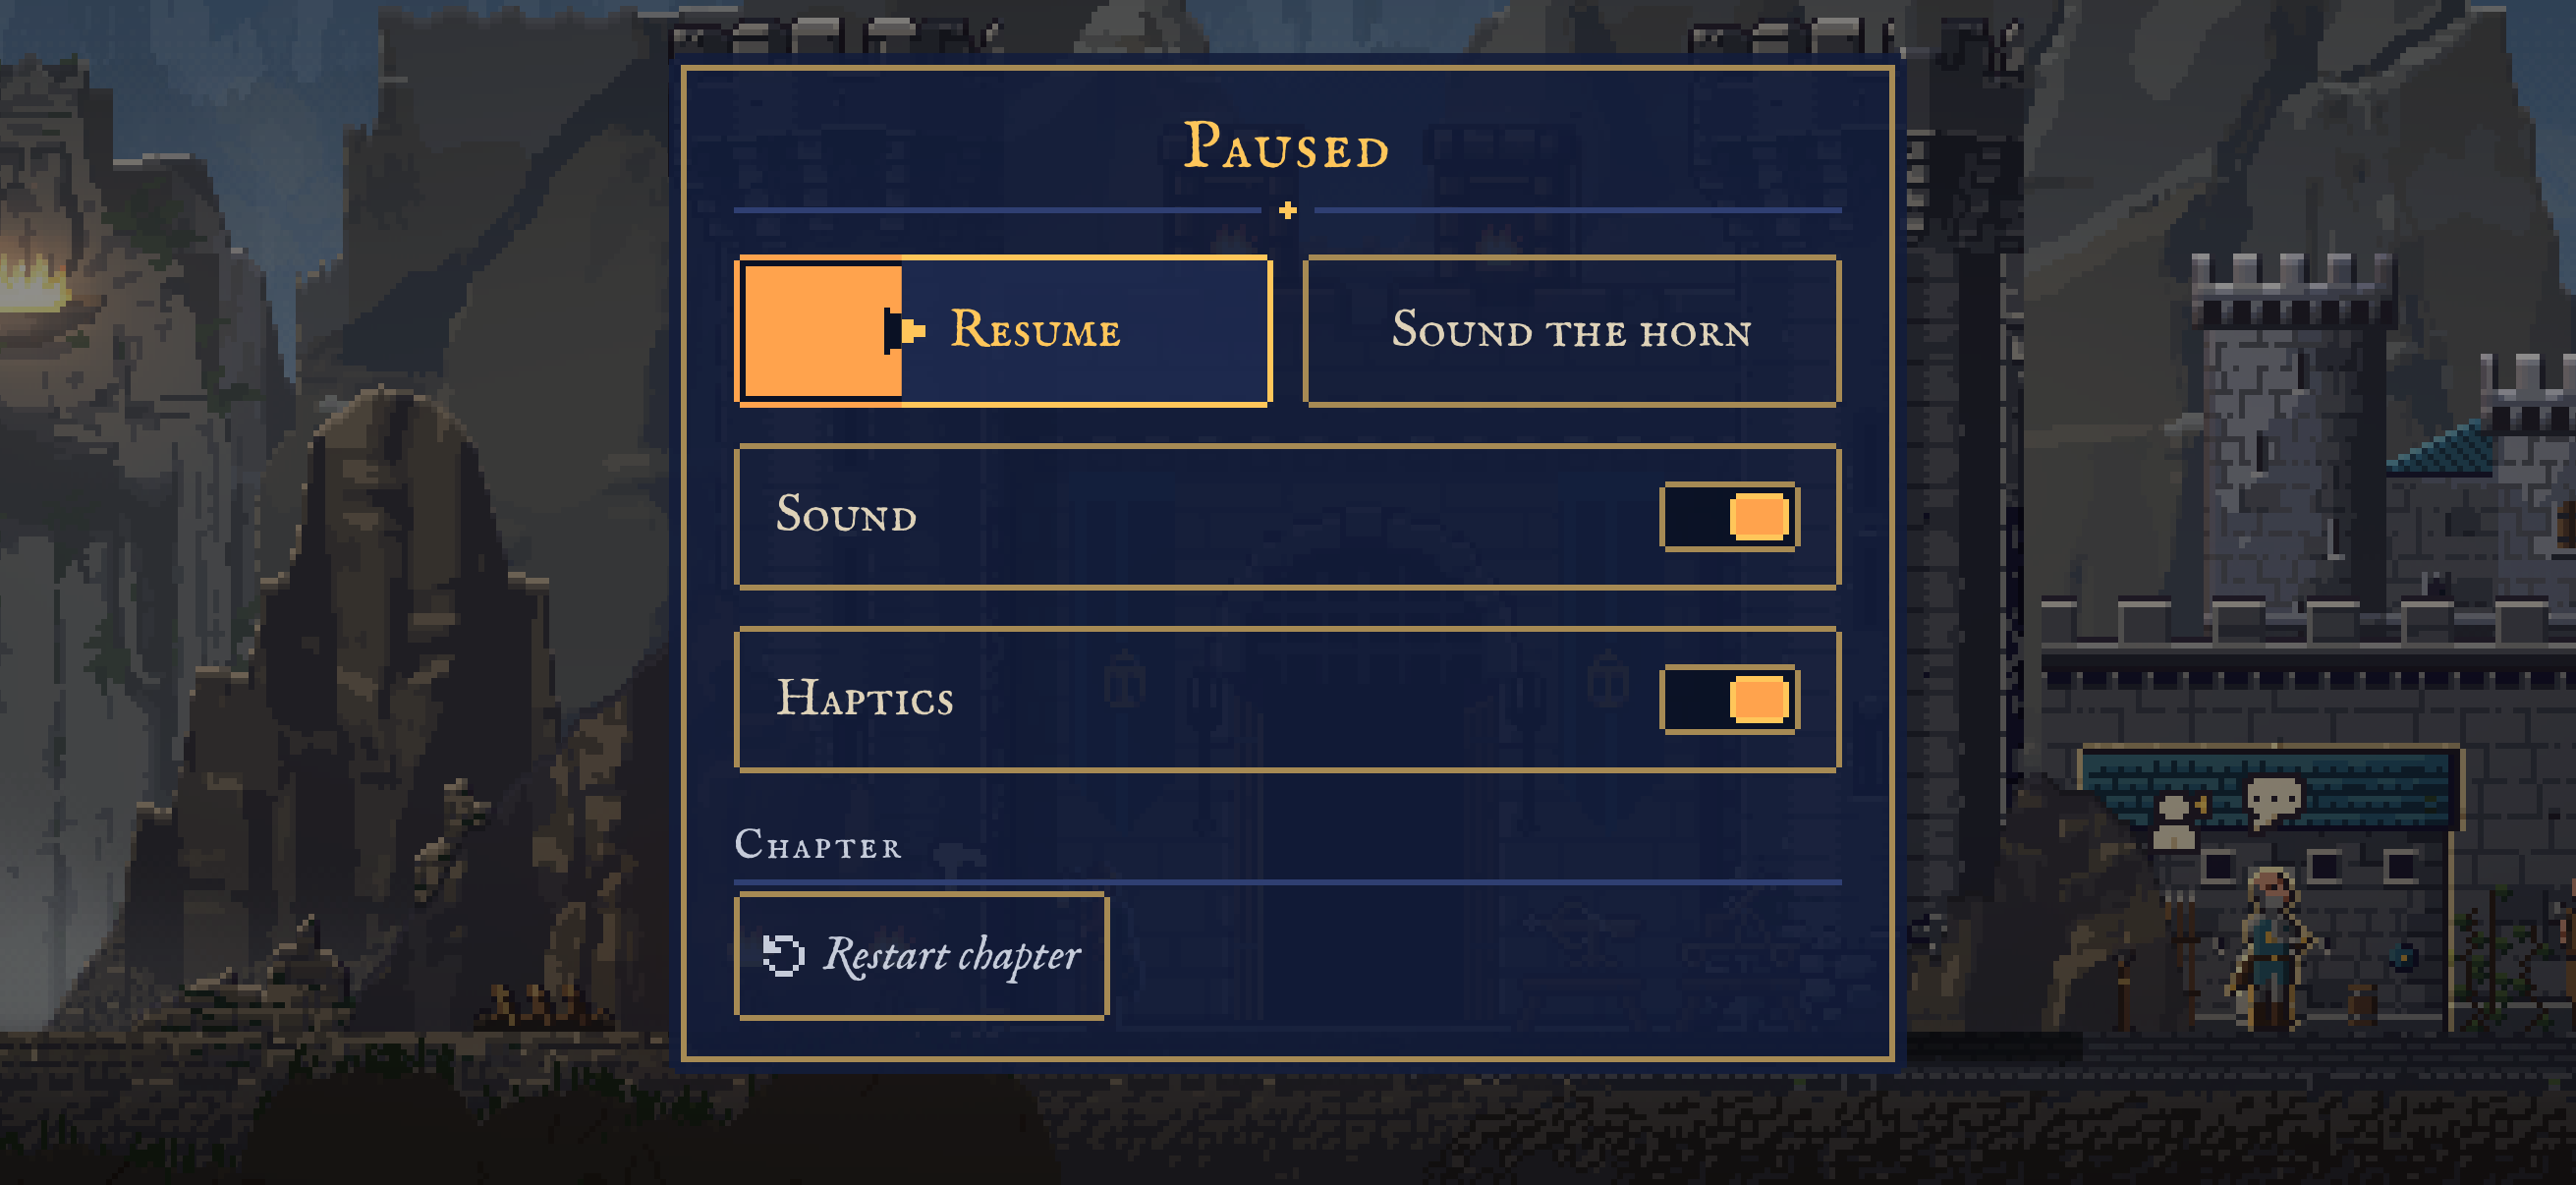 Paused
Resume
Sound the horn
Sound
Haptics
Chapter
Restart chapter